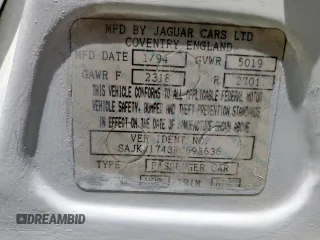 MFD BY JAGUAR CARS LTD
COVENTRY ENGLAND
MFD DATE 1/94 GVWR 5019
GAWR F 2318 R 2701
THIS VEHICLE CONFORMS TO ALL APPLICABLE FEDERAL MOTOR
VEHICLE SAFETY, BUMPER AND THEFT PREVENTION STANDARDS
IN EFFECT ON THE DATE OF MANUFACTURE SHOWN ABOVE
VEH IDENT NO.
TYPE PASSENGER CAR
TRIM
DREAMBID